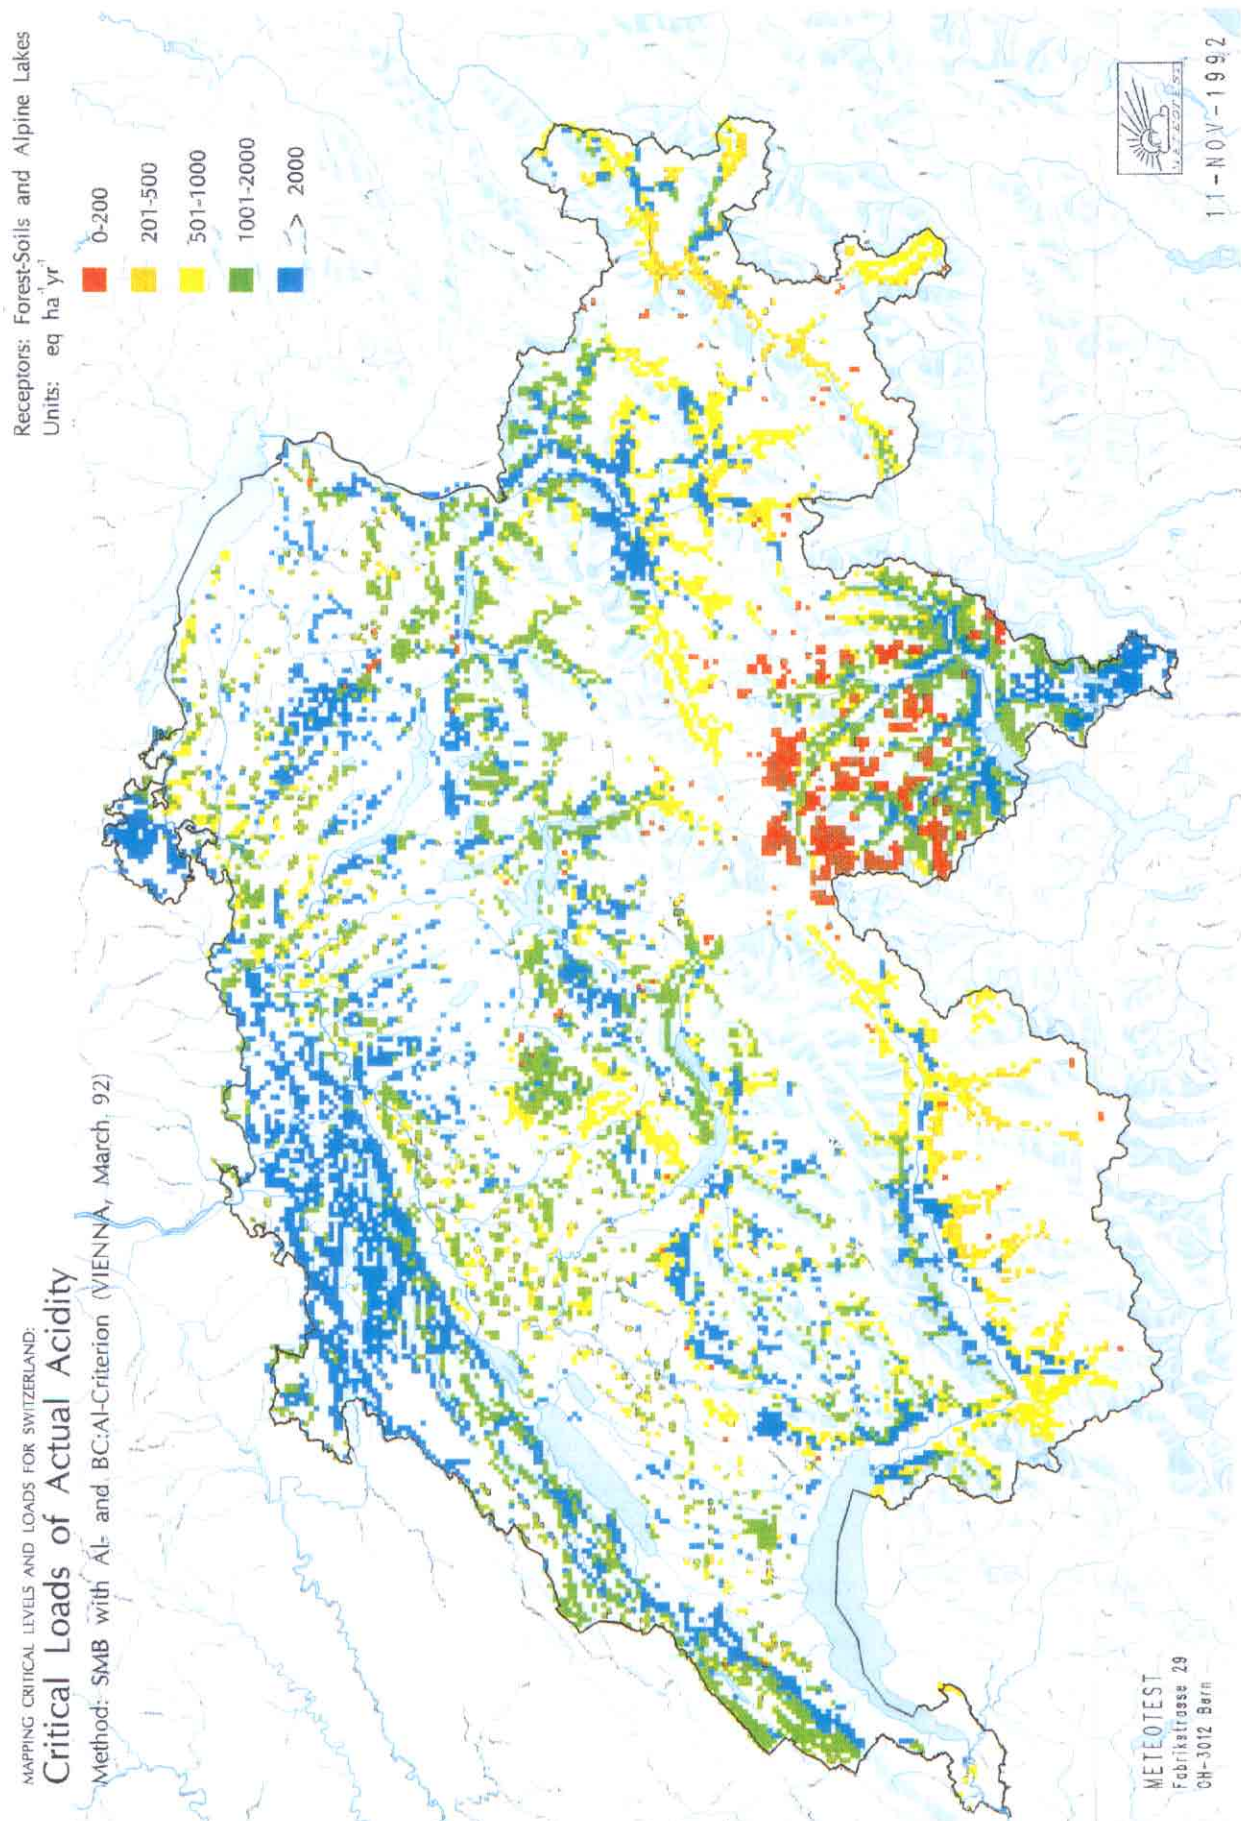 MAPPING CRITICAL LEVELS AND LOADS FOR SWITZERLAND:
Critical Loads of Actual Acidity
Method: SMB with Al- and BC:Al-Criterion (VIENNA, March, 92)
Receptors: Forest-Soils and Alpine Lakes
Units: eq ha⁻¹yr⁻¹
0-200
201-500
501-1000
1001-2000
> 2000
METEOTEST
Fabrikstrasse 29
CH-3012 Bern
METEOTEST
11-NOV-1992